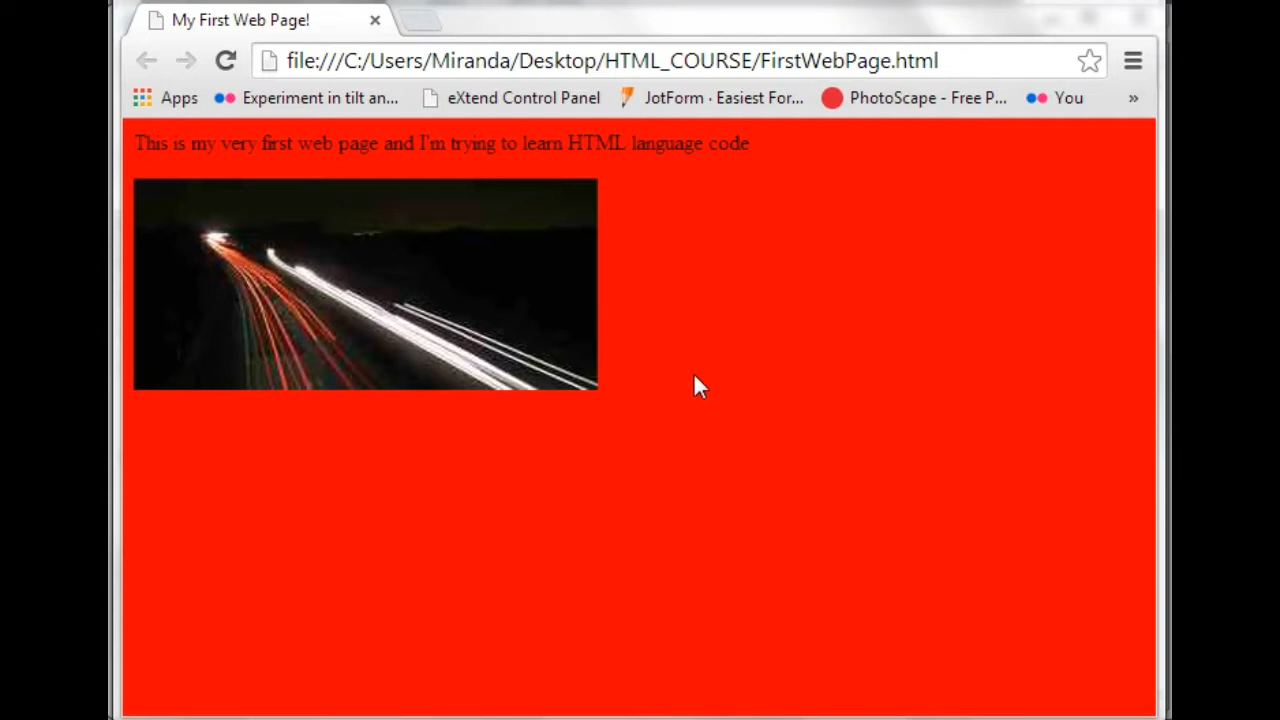 My First Web Page!
file:///C:/Users/Miranda/Desktop/HTML_COURSE/FirstWebPage.html
Apps Experiment in tilt an... eXtend Control Panel JotForm · Easiest For... PhotoScape - Free P... You »
This is my very first web page and I'm trying to learn HTML language code